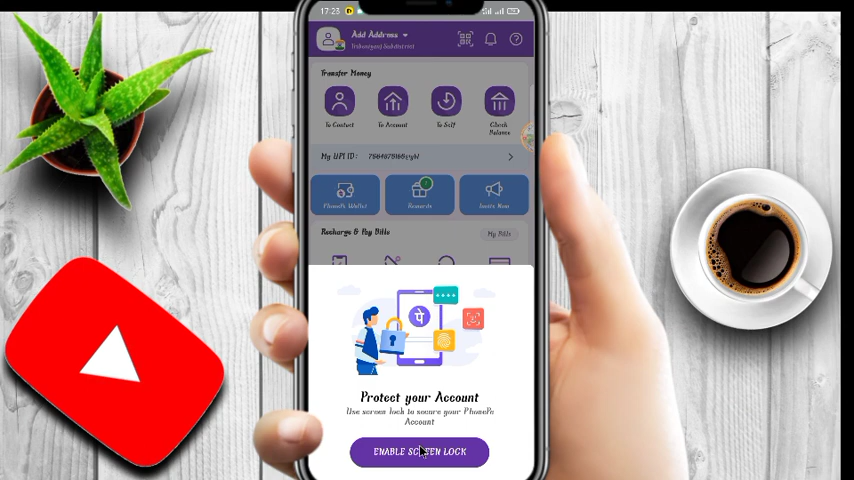 17:23
Add Address
Transfer Money
To Contact
To Account
To Self
Check
Balance
My UPI ID:
PhonePe Wallet
Rewards
Invite Now
Recharge & Pay Bills
My Bills
पे
Protect your Account
Use screen lock to secure your PhonePe
Account
ENABLE SCREEN LOCK